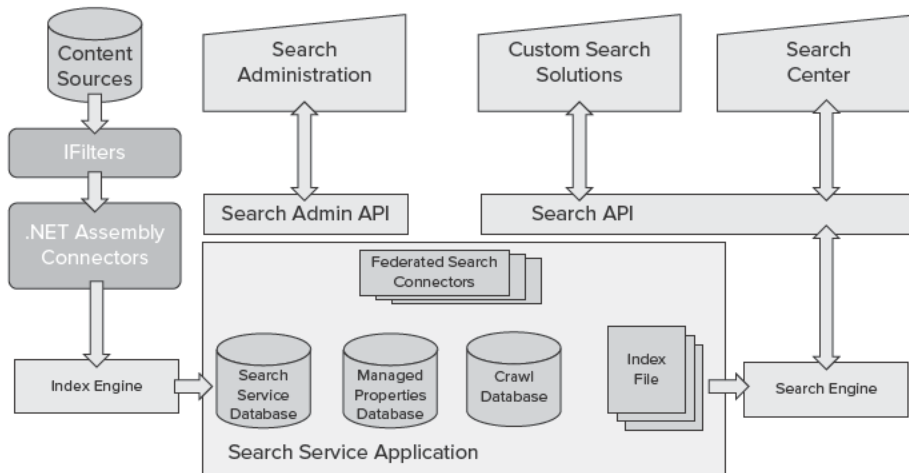 Content
Sources
Search
Administration
Custom Search
Solutions
Search
Center
IFilters
Search Admin API
Search API
.NET Assembly
Connectors
Federated Search
Connectors
Index Engine
Search
Service
Database
Managed
Properties
Database
Crawl
Database
Index
File
Search Engine
Search Service Application